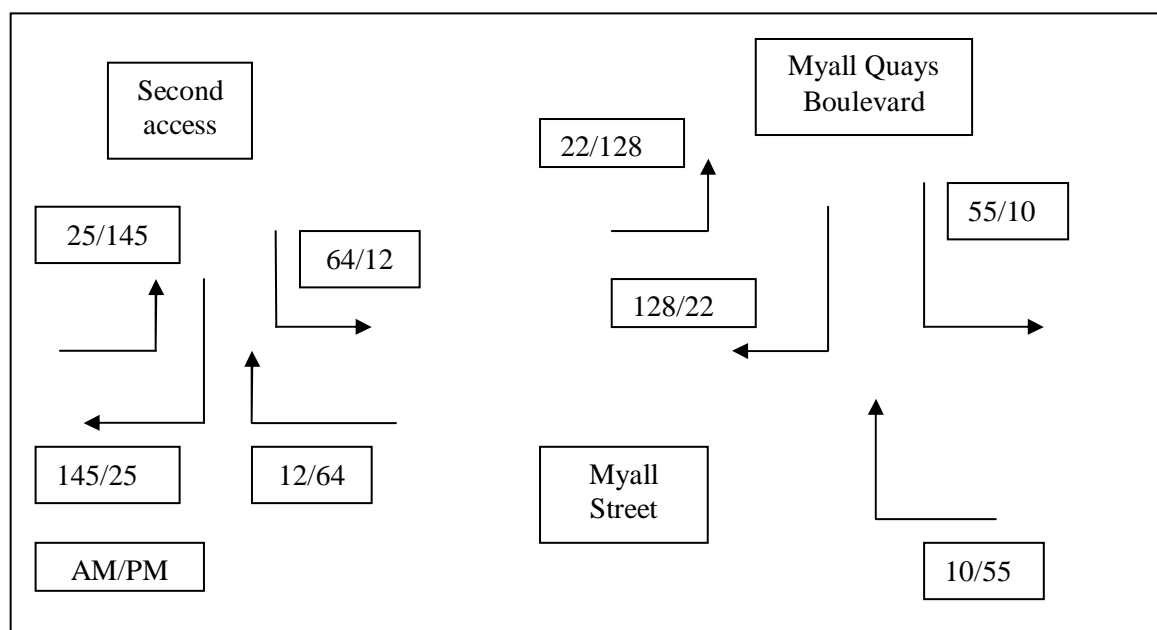 Second
access
Myall Quays
Boulevard
22/128
55/10
25/145
64/12
128/22
145/25
12/64
Myall
Street
AM/PM
10/55